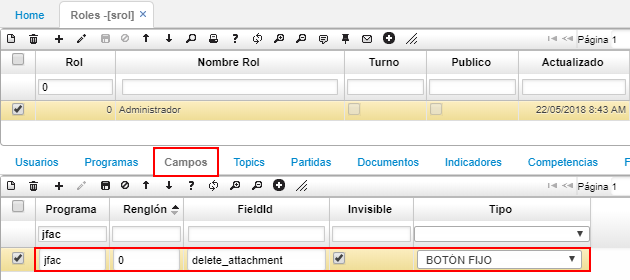 Home Roles -[srol] ×
Página 1
Rol Nombre Rol Turno Publico Actualizado
0
0 Administrador 22/05/2018 8:43 AM
Usuarios Programas Campos Topics Partidas Documentos Indicadores Competencias F
Página 1
Programa Renglón FieldId Invisible Tipo
jfac
jfac 0 delete_attachment BOTÓN FIJO